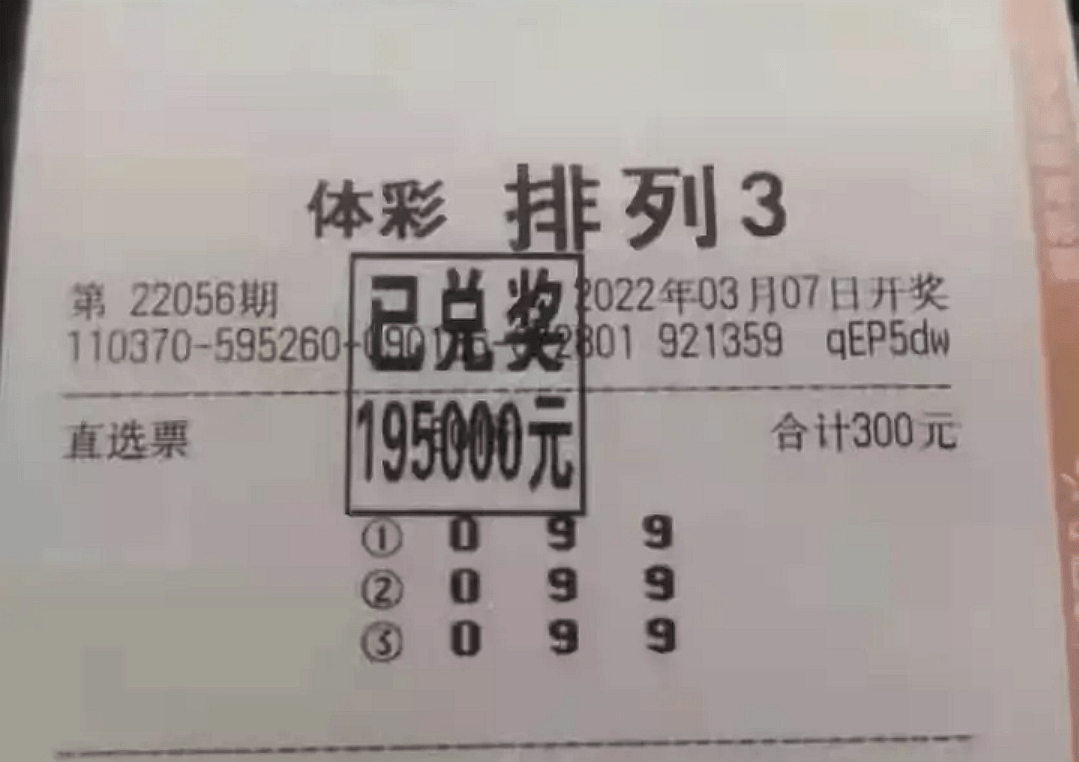 体彩 排列3
第 22056期 2022年03月07日开奖
110370-595260- 2801 921359 qEP5dw
已兑奖
195000元
直选票 合计300元
① 0 9 9
② 0 9 9
③ 0 9 9